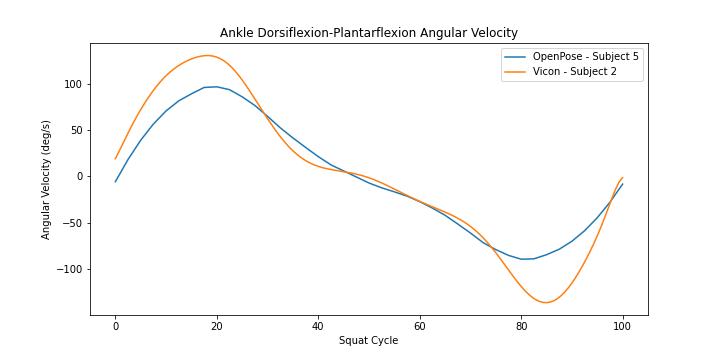 Ankle Dorsiflexion-Plantarflexion Angular Velocity
OpenPose - Subject 5
Vicon - Subject 2
Angular Velocity (deg/s)
100
50
0
−50
−100
0 20 40 60 80 100
Squat Cycle